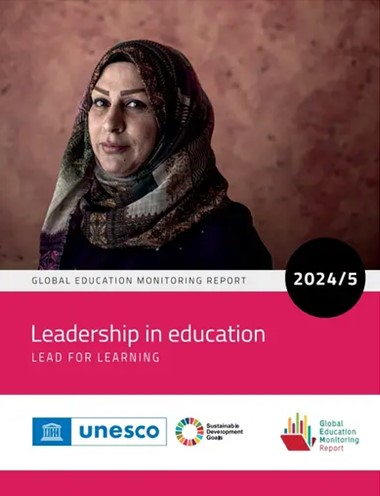 GLOBAL EDUCATION MONITORING REPORT
2024/5
Leadership in education
LEAD FOR LEARNING
unesco
Sustainable
Development
Goals
Global
Education
Monitoring
Report